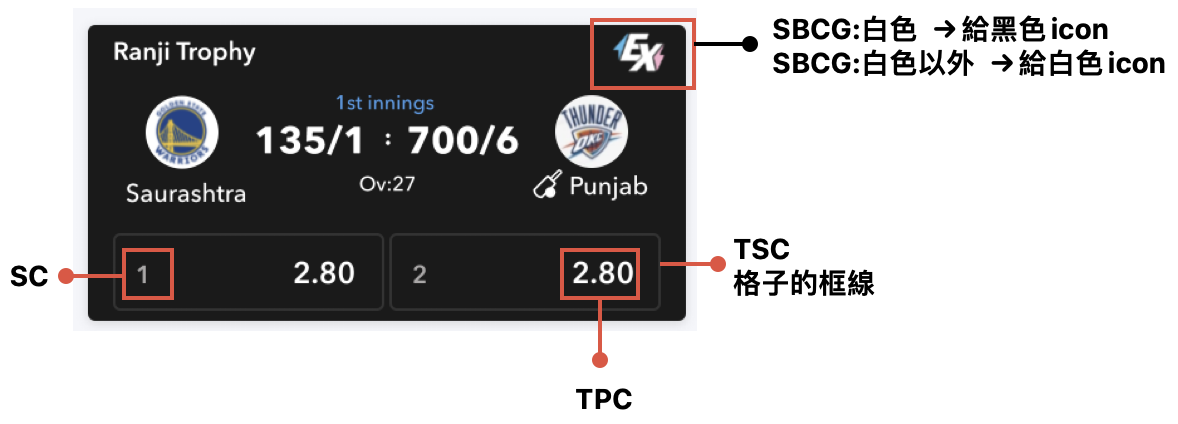 SBCG:白色 →給黑色icon
SBCG:白色以外 →給白色icon
Ranji Trophy
EX
1st innings
GOLDEN STATE
WARRIORS
135/1 : 700/6
THUNDER
OKC
Saurashtra
Ov:27
Punjab
TSC
格子的框線
SC
1
2.80
2
2.80
TPC